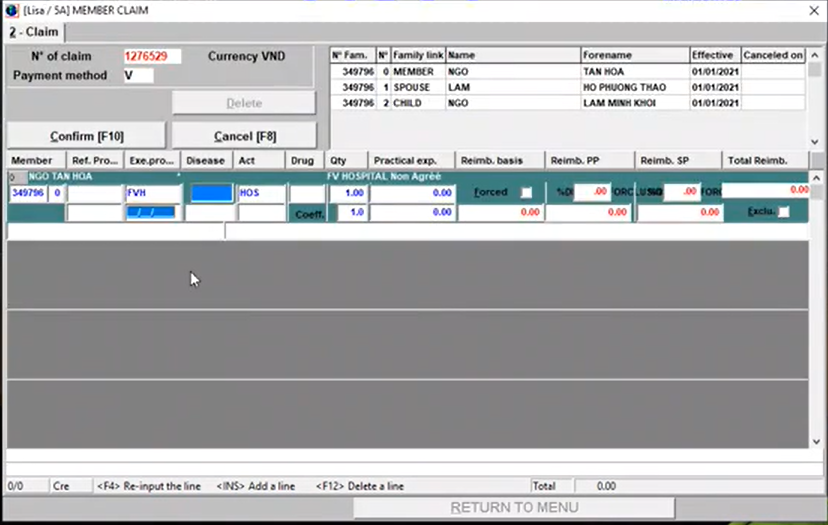 [Lisa / 5A] MEMBER CLAIM
2 - Claim
N° of claim 1276529 Currency VND
Payment method V
Delete
Confirm [F10] Cancel [F8]
N° Fam. N° Family link Name Forename Effective Canceled on
349796 0 MEMBER NGO TAN HOA 01/01/2021
349796 1 SPOUSE LAM HO PHUONG THAO 01/01/2021
349796 2 CHILD NGO LAM MINH KHOI 01/01/2021
Member Ref. Pro... Exe.pro... Disease Act Drug Qty Practical exp. Reimb. basis Reimb. PP Reimb. SP Total Reimb.
0 NGO TAN HOA * FV HOSPITAL Non Agréé
349796 0 FVH HOS 1.00 0.00 Forced .00 .00 0.00
_/_/ Coeff. 1.0 0.00 0.00 0.00 0.00 Exclu.
0/0 Cre <F4> Re-input the line <INS> Add a line <F12> Delete a line Total 0.00
RETURN TO MENU